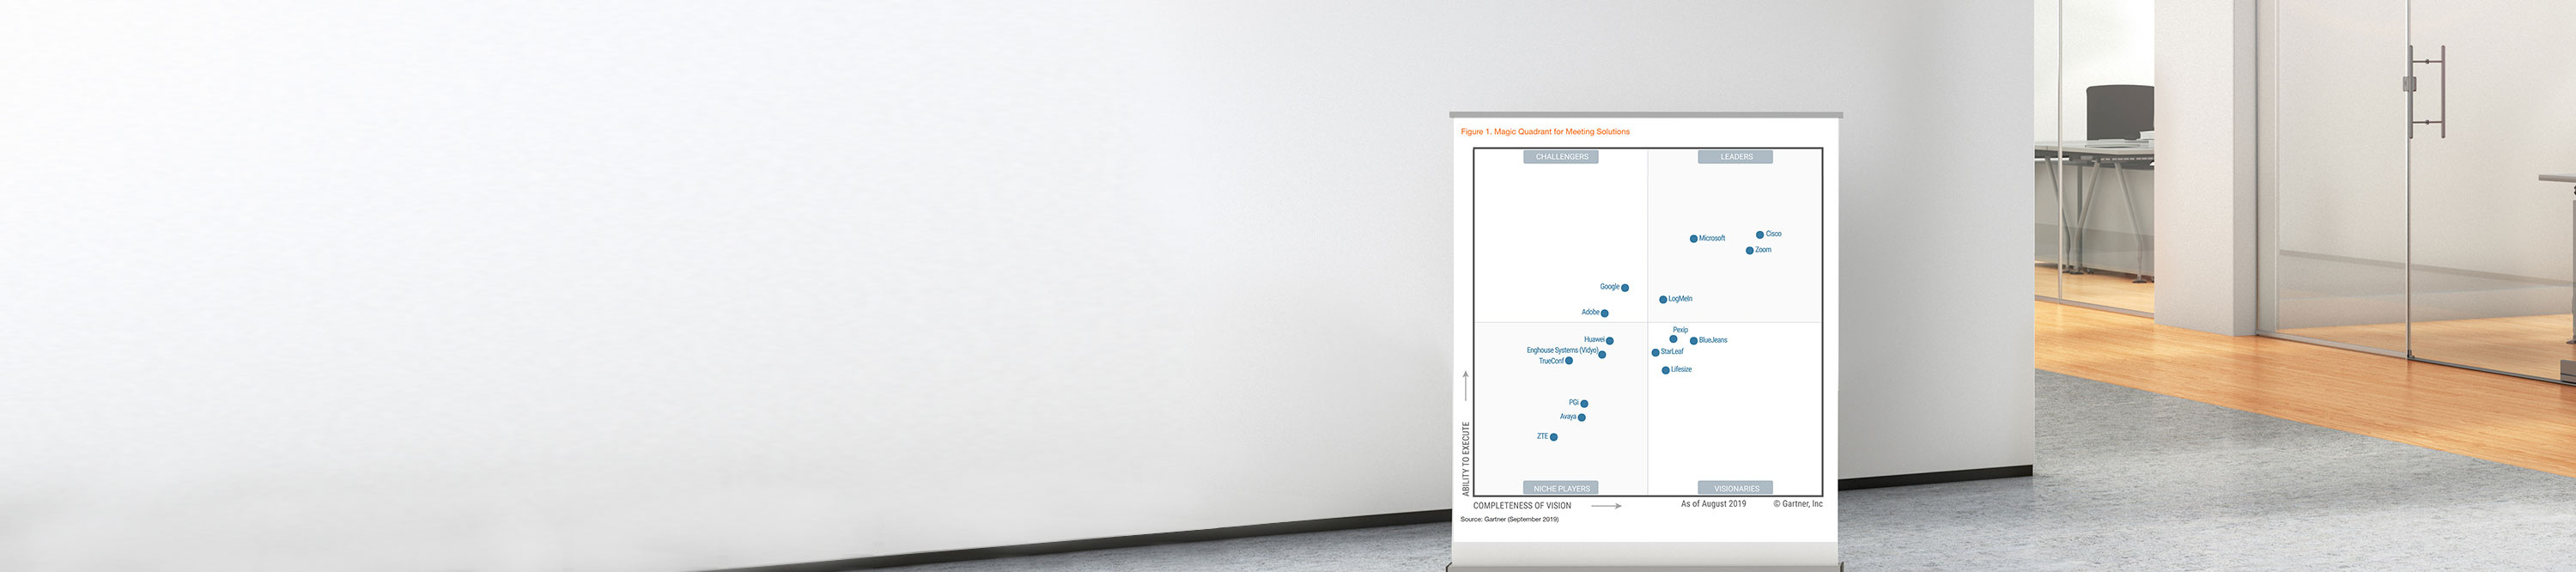 Figure 1. Magic Quadrant for Meeting Solutions
CHALLENGERS
LEADERS
Microsoft
Cisco
Zoom
Google
LogMeIn
Adobe
Pexip
Huawei
BlueJeans
Enghouse Systems (Vidyo)
StarLeaf
TrueConf
Lifesize
PGi
Avaya
ZTE
ABILITY TO EXECUTE
NICHE PLAYERS
VISIONARIES
COMPLETENESS OF VISION
As of August 2019
© Gartner, Inc
Source: Gartner (September 2019)